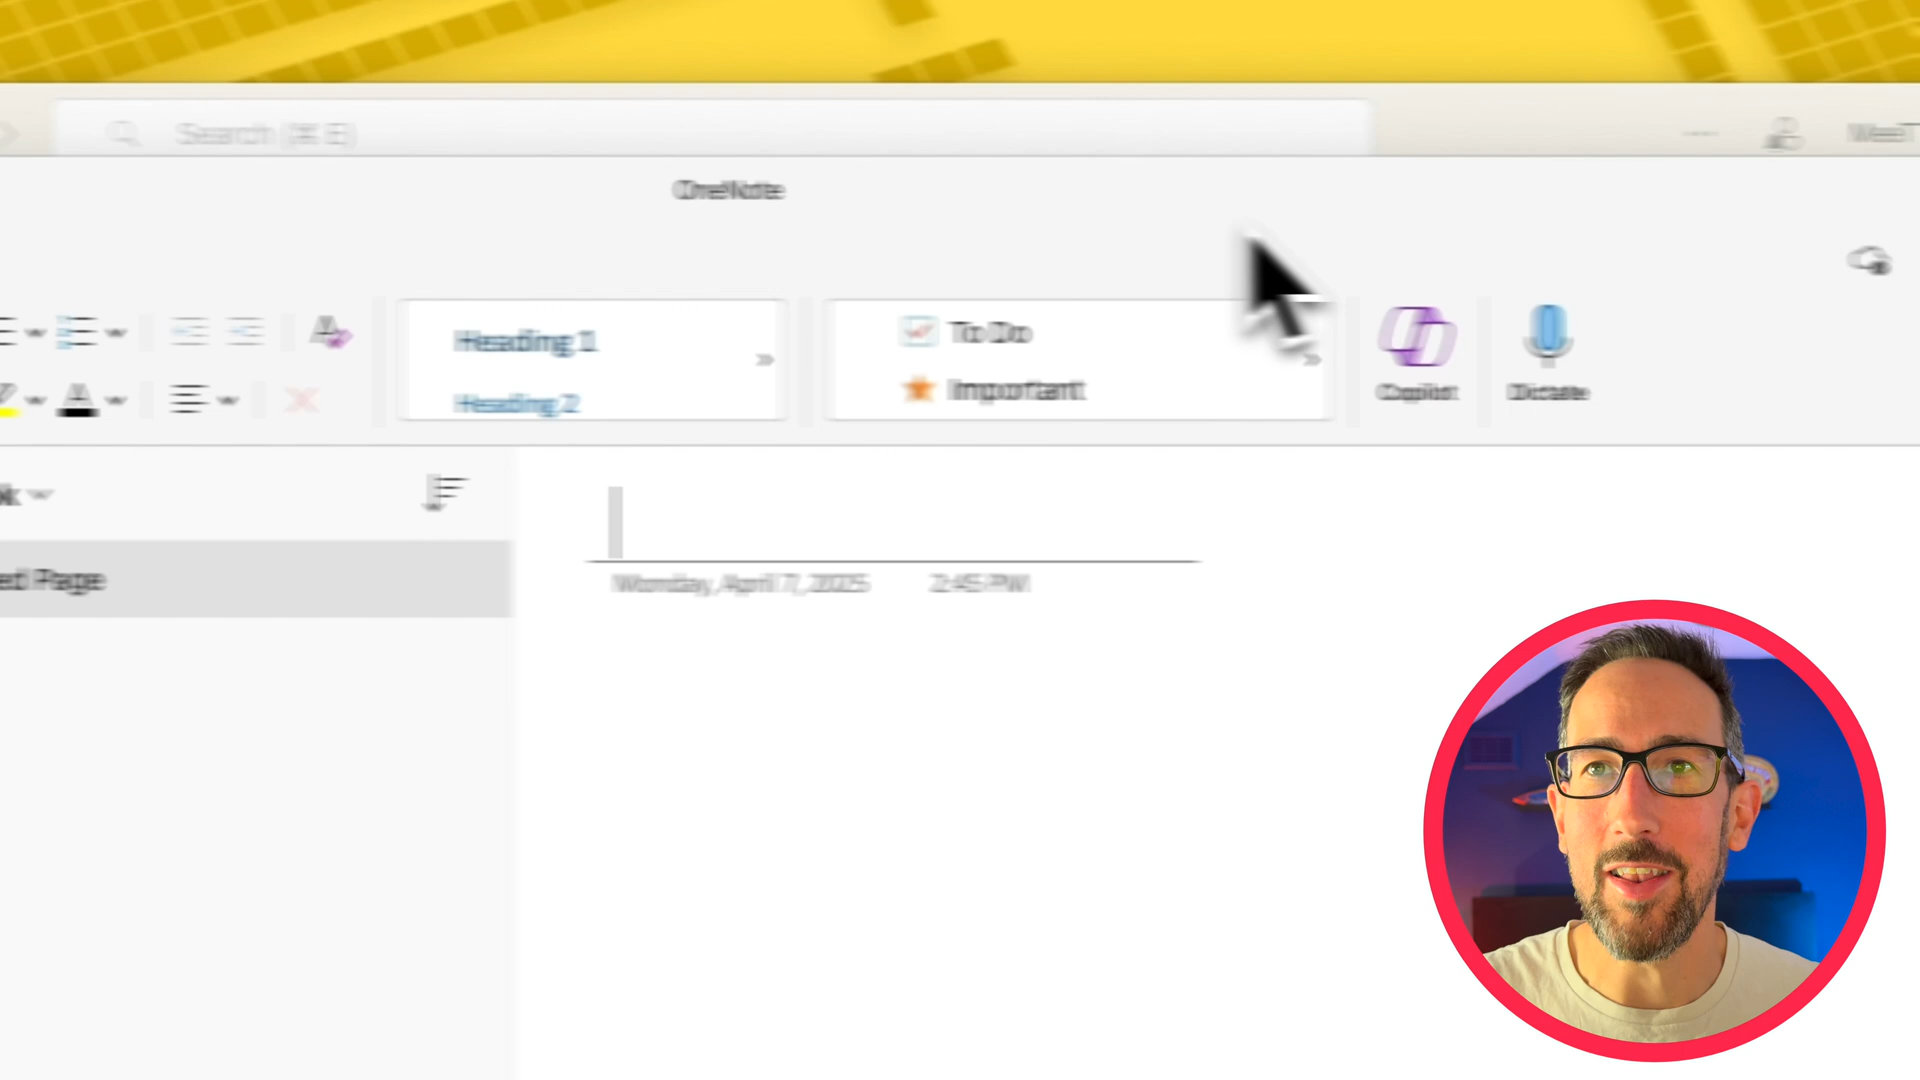 Search (⌘ E)
OneNote
Heading 1
Heading 2
To Do
Important
Copilot
Dictate
ed Page
Monday, April 7, 2025 2:45 PM